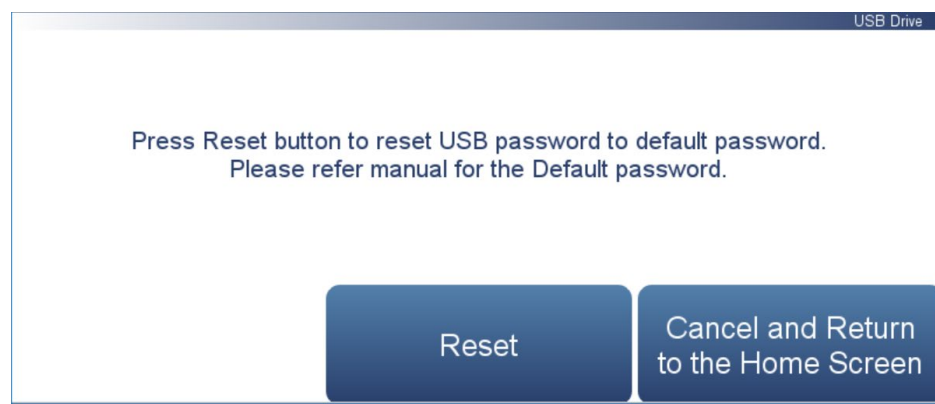 USB Drive
Press Reset button to reset USB password to default password.
Please refer manual for the Default password.
Reset
Cancel and Return
to the Home Screen